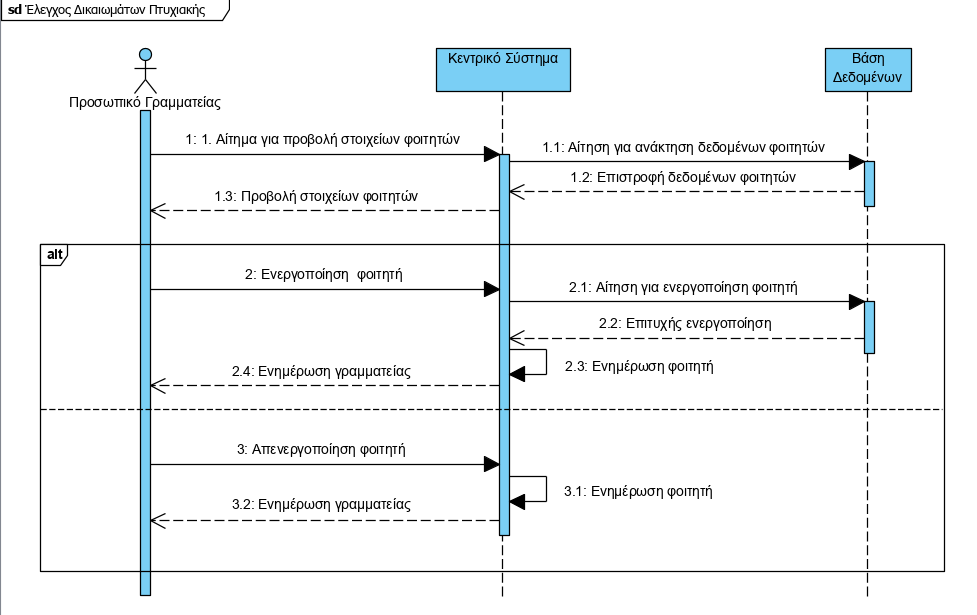 sd Έλεγχος Δικαιωμάτων Πτυχιακής
Προσωπικό Γραμματείας
Κεντρικό Σύστημα
Βάση
Δεδομένων
1: 1. Αίτημα για προβολή στοιχείων φοιτητών
1.1: Αίτηση για ανάκτηση δεδομένων φοιτητών
1.2: Επιστροφή δεδομένων φοιτητών
1.3: Προβολή στοιχείων φοιτητών
alt
2: Ενεργοποίηση  φοιτητή
2.1: Αίτηση για ενεργοποίηση φοιτητή
2.2: Επιτυχής ενεργοποίηση
2.3: Ενημέρωση φοιτητή
2.4: Ενημέρωση γραμματείας
3: Απενεργοποίηση φοιτητή
3.1: Ενημέρωση φοιτητή
3.2: Ενημέρωση γραμματείας